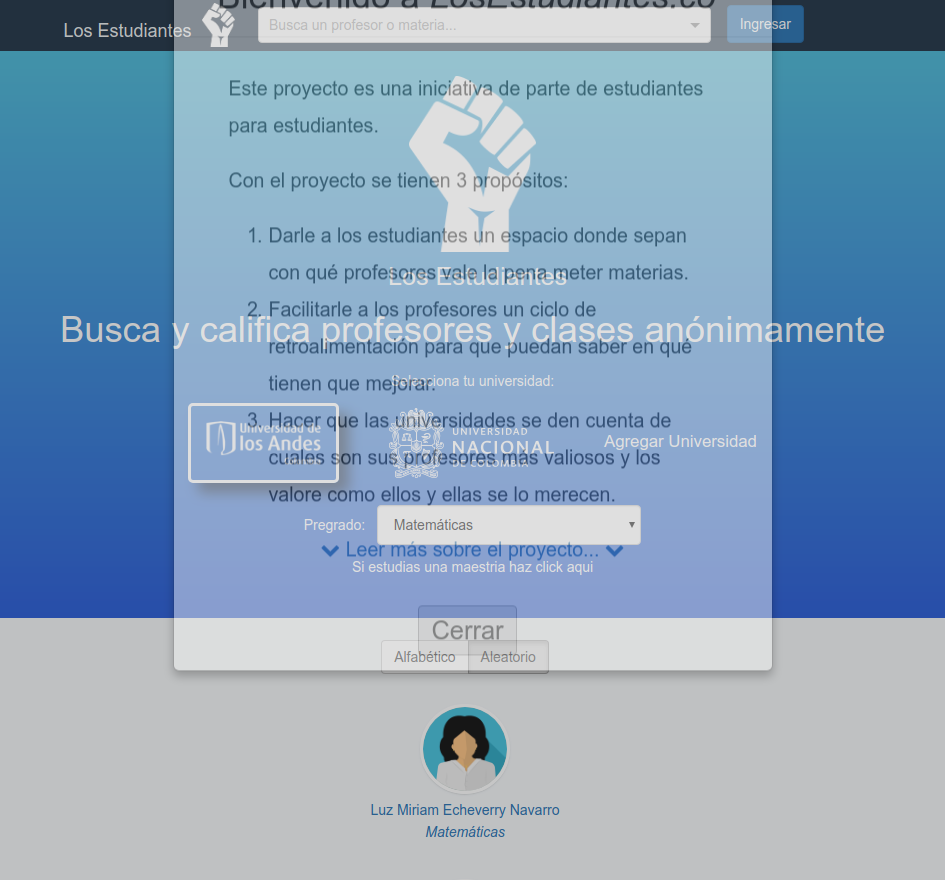 Bienvenido a LosEstudiantes.co
Los Estudiantes
Busca un profesor o materia...
Ingresar
Este proyecto es una iniciativa de parte de estudiantes
para estudiantes.
Con el proyecto se tienen 3 propósitos:
1. Darle a los estudiantes un espacio donde sepan
con qué profesores vale la pena meter materias.
Los Estudiantes
2. Facilitarle a los profesores un ciclo de
Busca y califica profesores y clases anónimamente
retroalimentación para que puedan saber en qué
tienen que mejorar.
Selecciona tu universidad:
3. Hacer que las universidades se den cuenta de
cuales son sus profesores más valiosos y los
valore como ellos y ellas se lo merecen.
Universidad de
los Andes
UNIVERSIDAD
NACIONAL
DE COLOMBIA
Agregar Universidad
Pregrado:
Matemáticas
Leer más sobre el proyecto...
Si estudias una maestria haz click aqui
Cerrar
Alfabético
Aleatorio
Luz Miriam Echeverry Navarro
Matemáticas